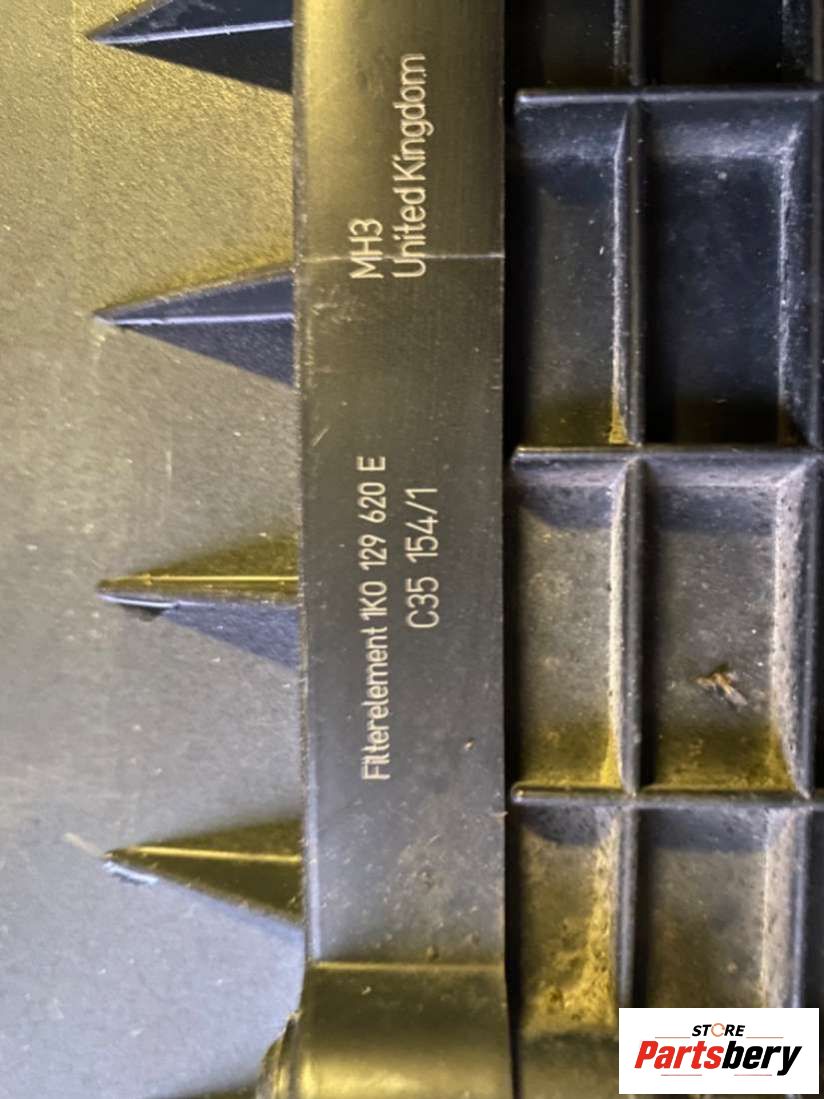 Filterelement 1K0 129 620 E
C35 154/1
MH3
United Kingdom
STORE
Partsbery